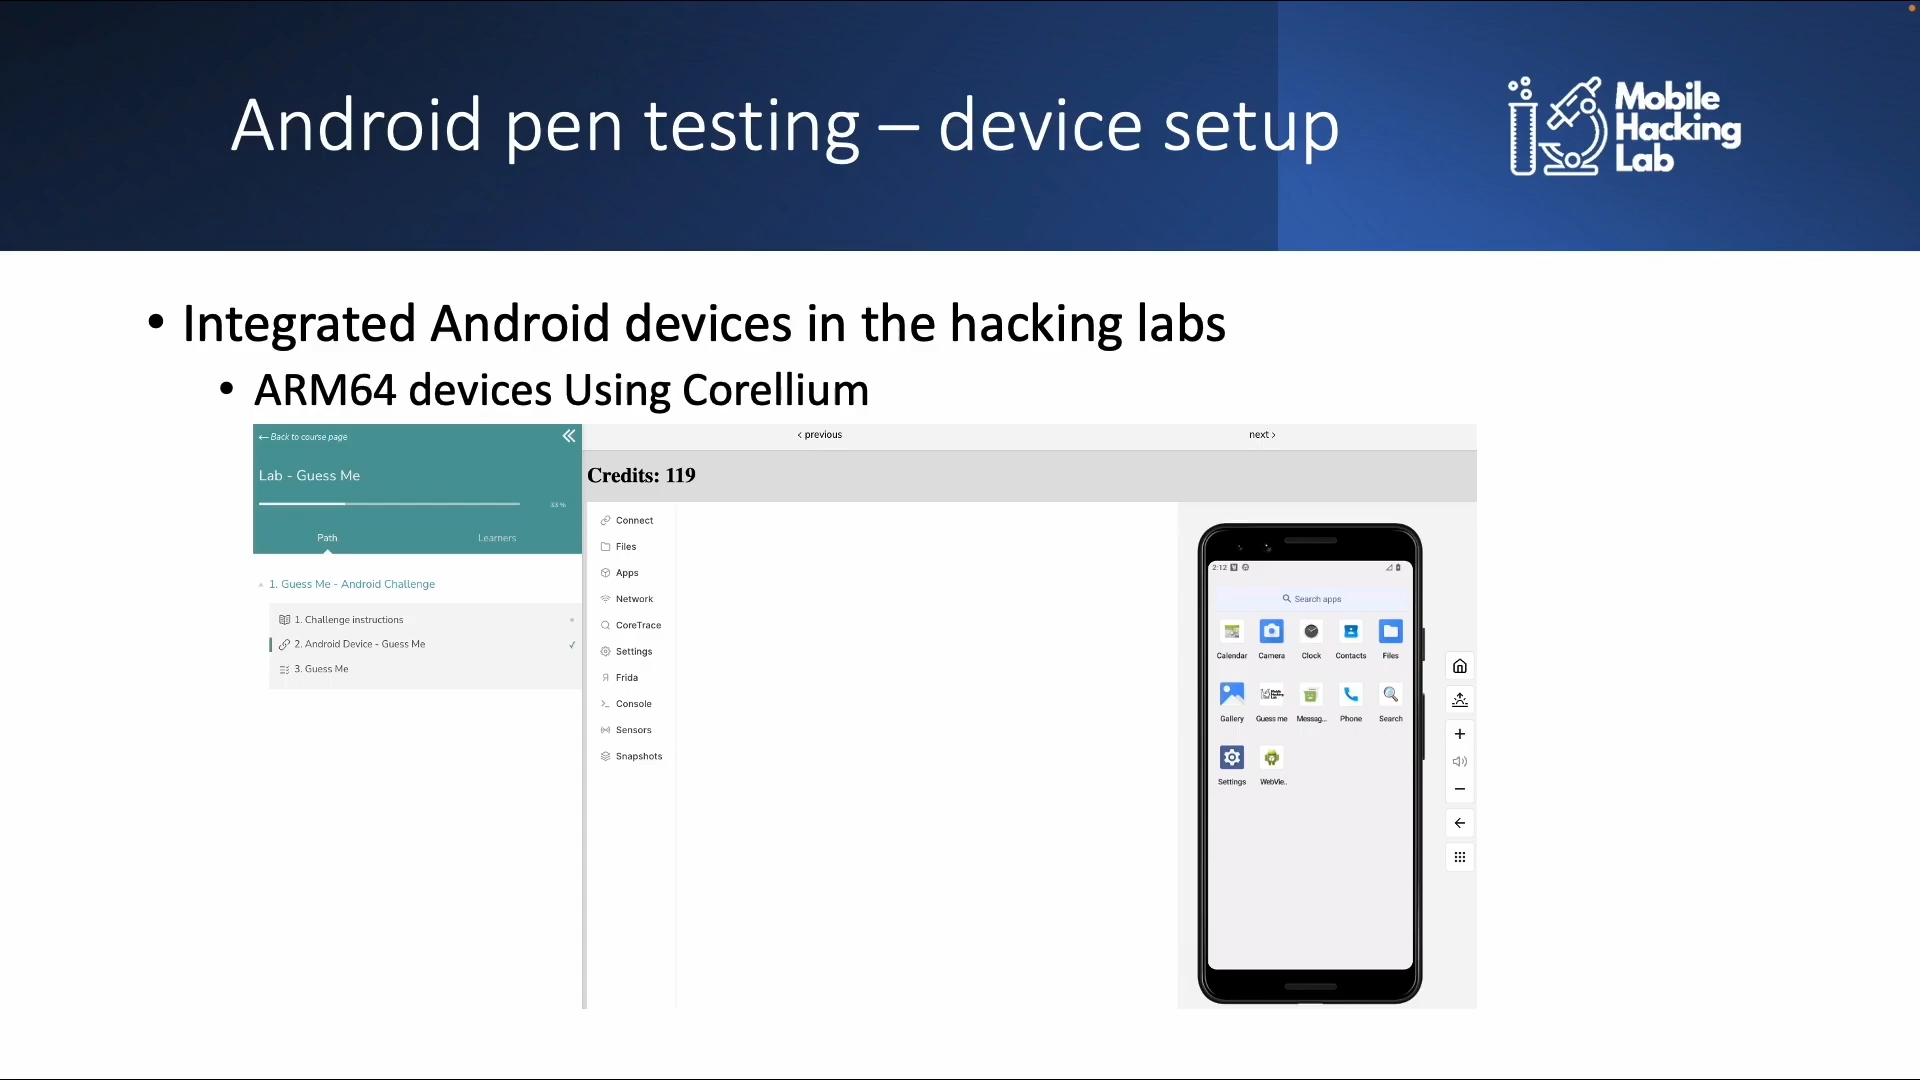 Android pen testing – device setup
Mobile
Hacking
Lab
• Integrated Android devices in the hacking labs
• ARM64 devices Using Corellium
Back to course page
Lab - Guess Me
33 %
Path
Learners
1. Guess Me - Android Challenge
1. Challenge instructions
2. Android Device - Guess Me
3. Guess Me
‹ previous
next ›
Credits: 119
Connect
Files
Apps
Network
CoreTrace
Settings
Frida
Console
Sensors
Snapshots
2:12
Search apps
Calendar
Camera
Clock
Contacts
Files
Gallery
Guess me
Messag...
Phone
Search
Settings
WebVie..